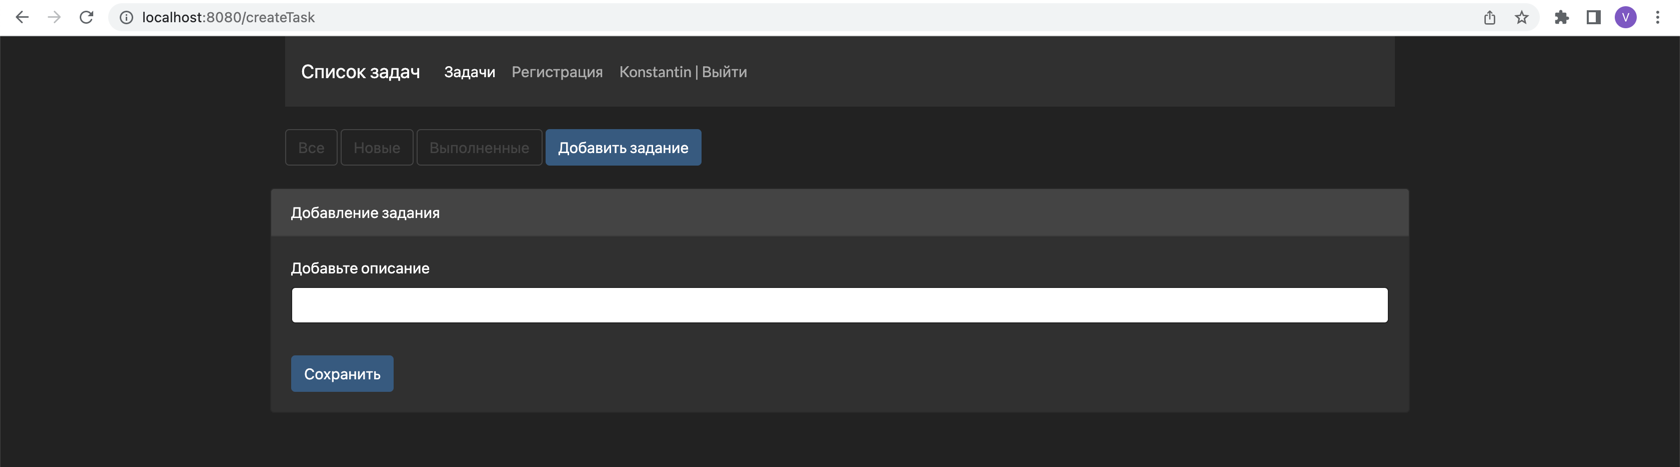 localhost:8080/createTask
V
Список задач Задачи Регистрация Konstantin | Выйти
Все Новые Выполненные Добавить задание
Добавление задания
Добавьте описание
Сохранить